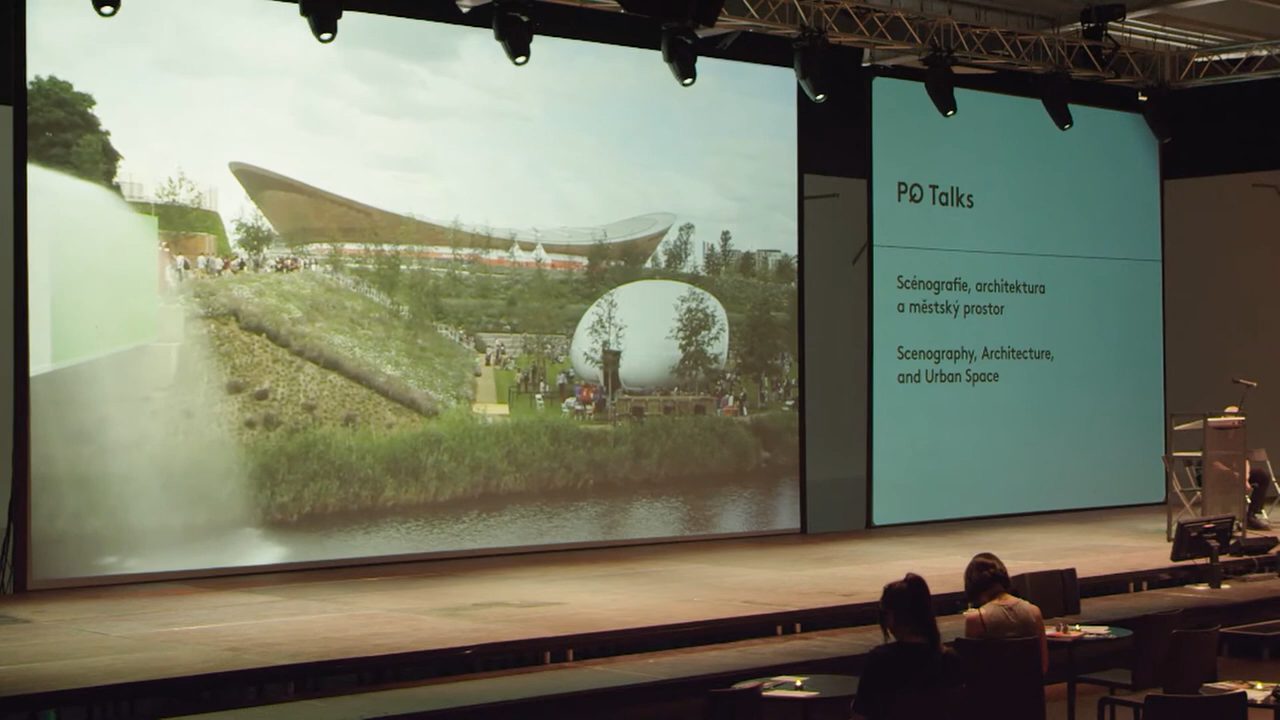 PQ Talks
Scénografie, architektura
a městský prostor
Scenography, Architecture,
and Urban Space